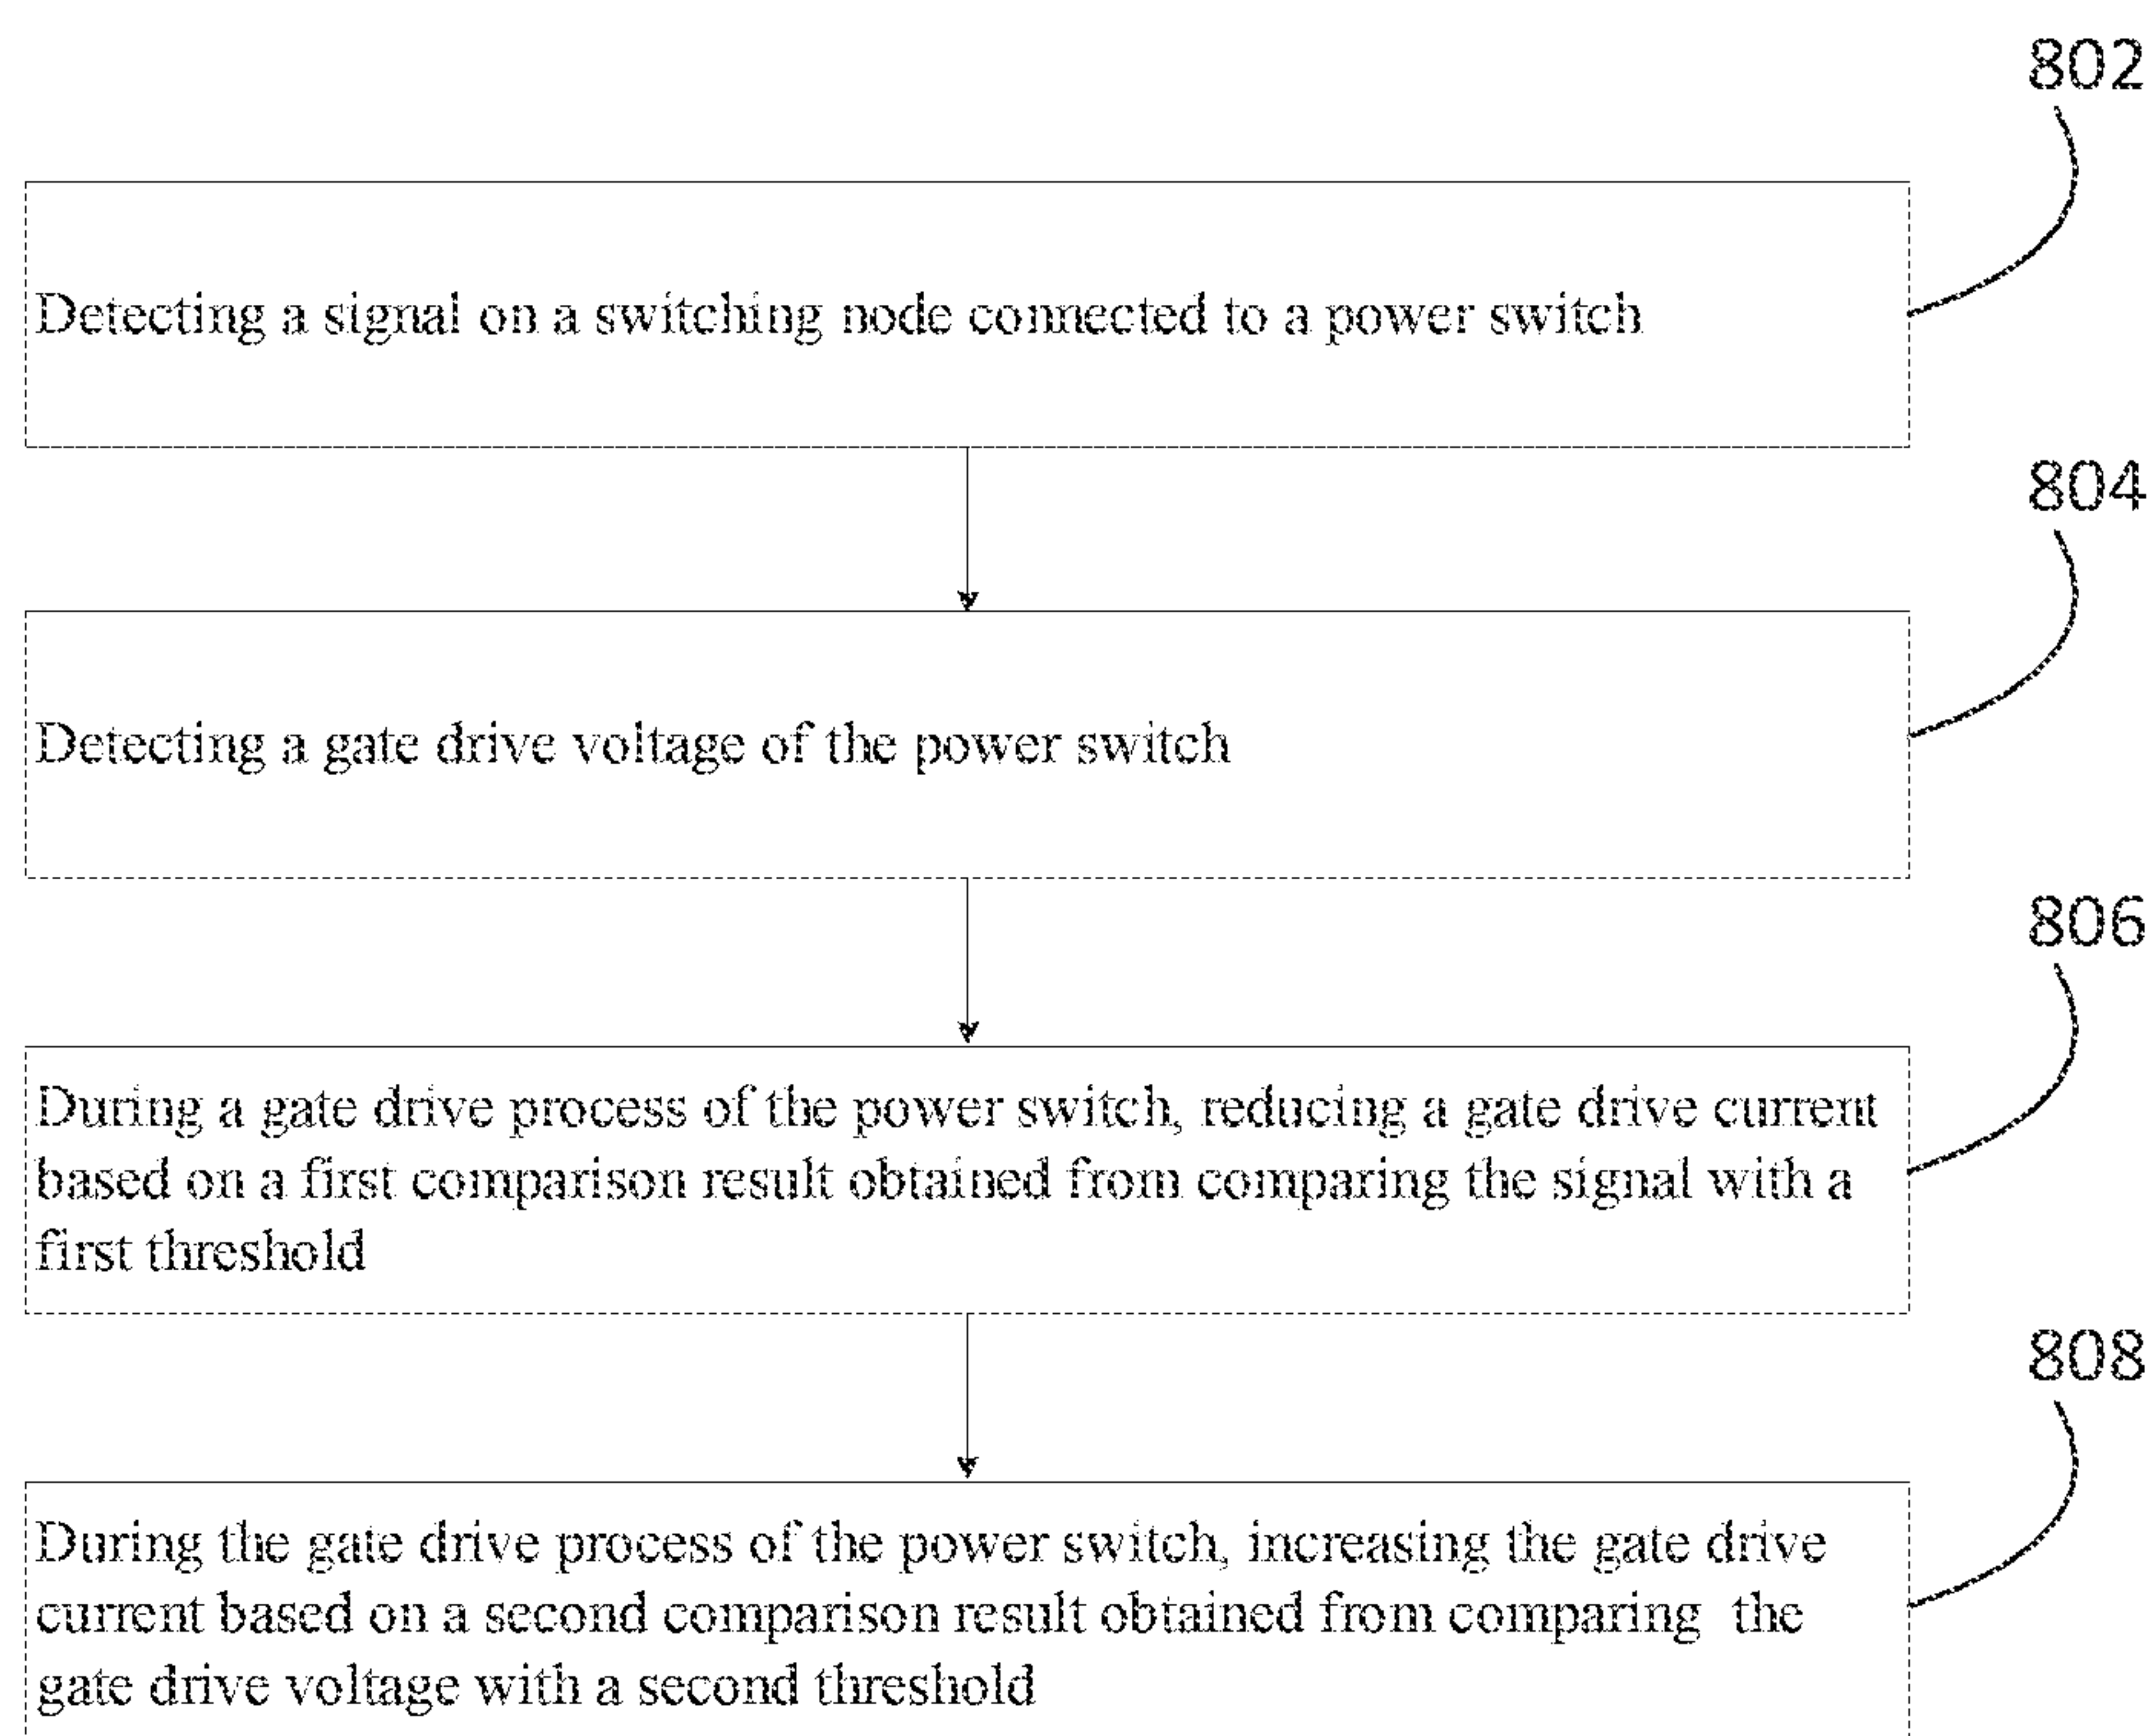 802
Detecting a signal on a switching node connected to a power switch
804
Detecting a gate drive voltage of the power switch
806
During a gate drive process of the power switch, reducing a gate drive current
based on a first comparison result obtained from comparing the signal with a
first threshold
808
During the gate drive process of the power switch, increasing the gate drive
current based on a second comparison result obtained from comparing the
gate drive voltage with a second threshold